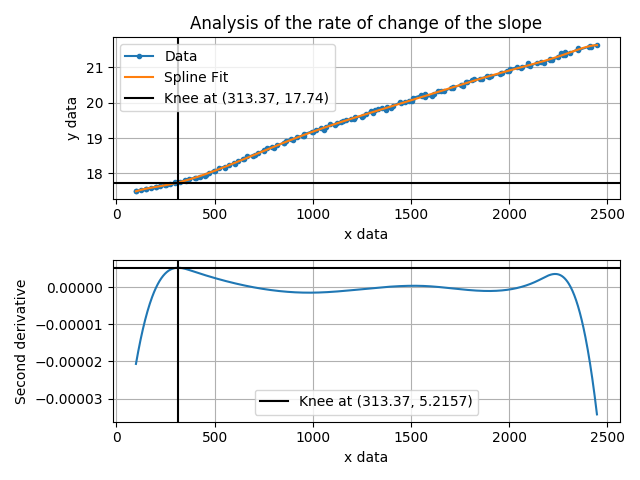 Analysis of the rate of change of the slope
Data
Spline Fit
Knee at (313.37, 17.74)
y data
21
20
19
18
0 500 1000 1500 2000 2500
x data
Second derivative
0.00000
−0.00001
−0.00002
−0.00003
Knee at (313.37, 5.2157)
0 500 1000 1500 2000 2500
x data